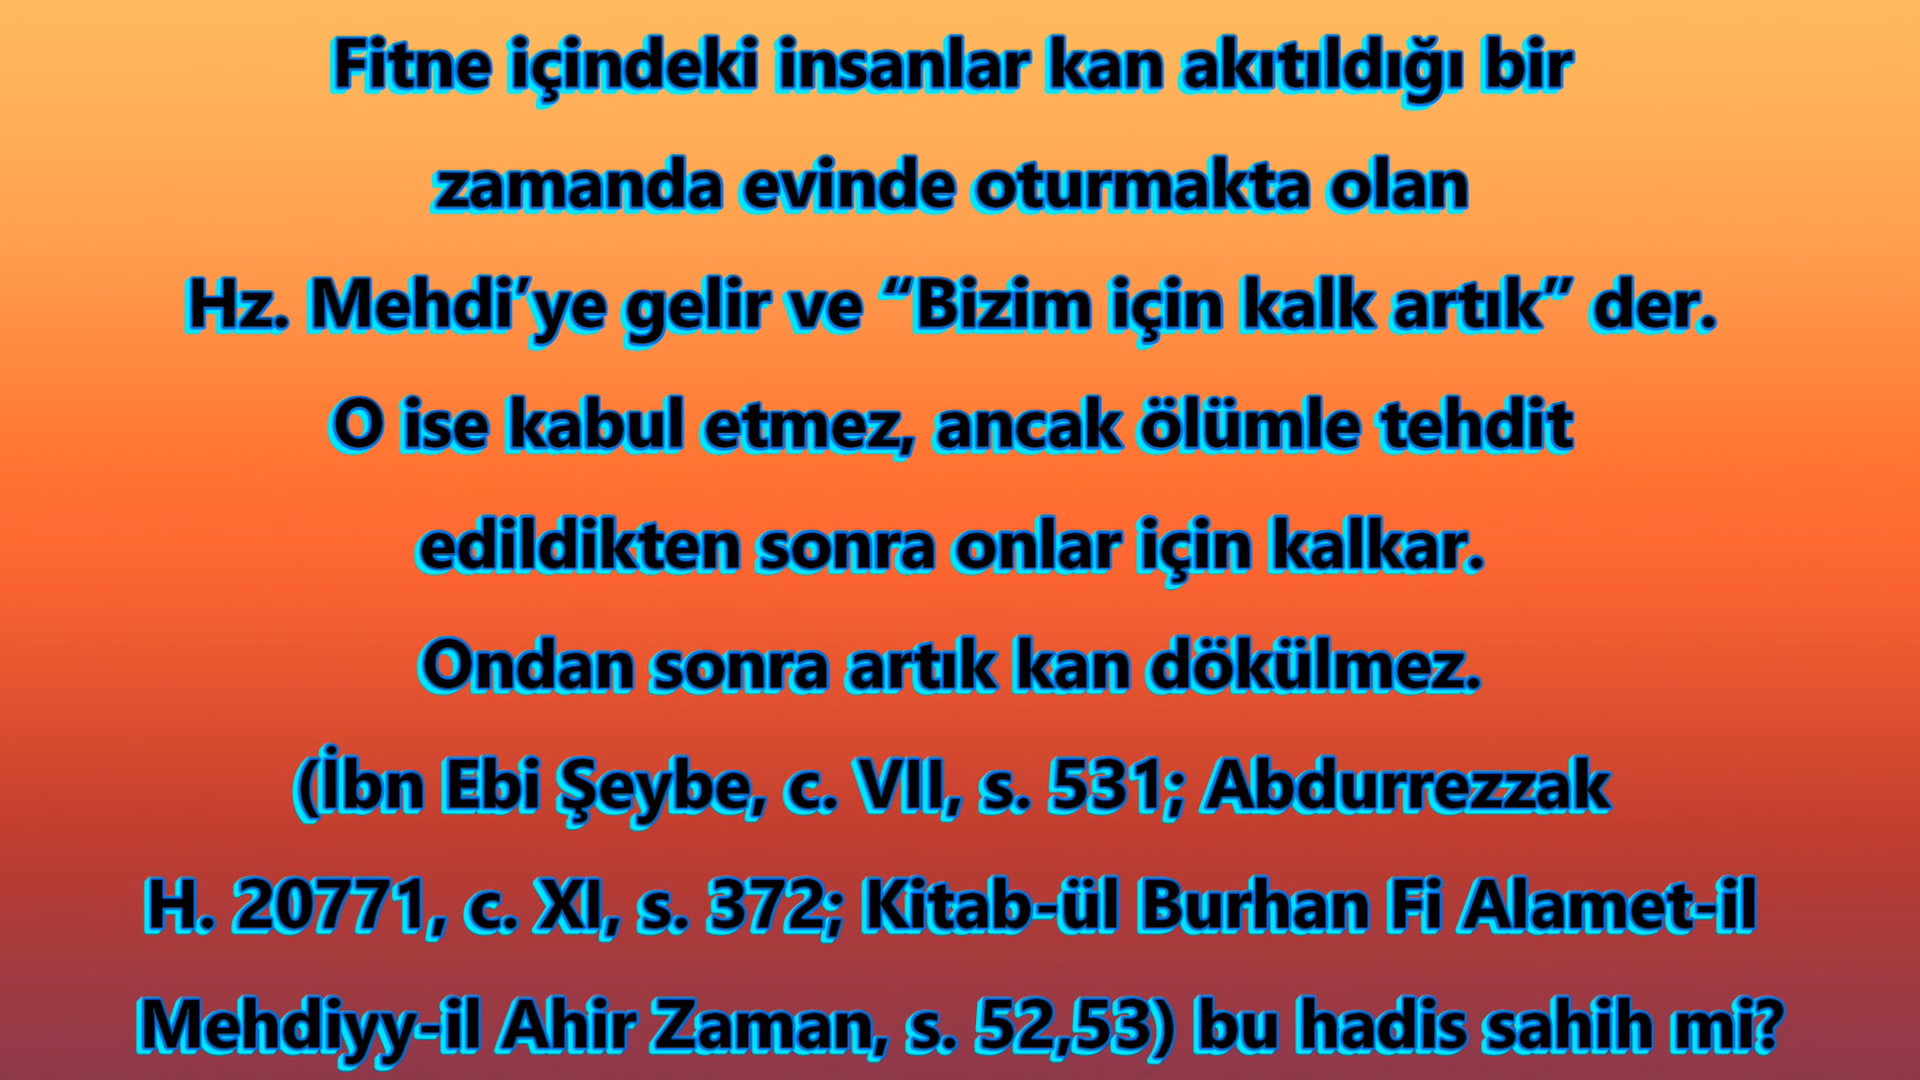 Fitne içindeki insanlar kan akıtıldığı bir
zamanda evinde oturmakta olan
Hz. Mehdi’ye gelir ve “Bizim için kalk artık” der.
O ise kabul etmez, ancak ölümle tehdit
edildikten sonra onlar için kalkar.
Ondan sonra artık kan dökülmez.
(İbn Ebi Şeybe, c. VII, s. 531; Abdurrezzak
H. 20771, c. XI, s. 372; Kitab-ül Burhan Fi Alamet-il
Mehdiyy-il Ahir Zaman, s. 52,53) bu hadis sahih mi?